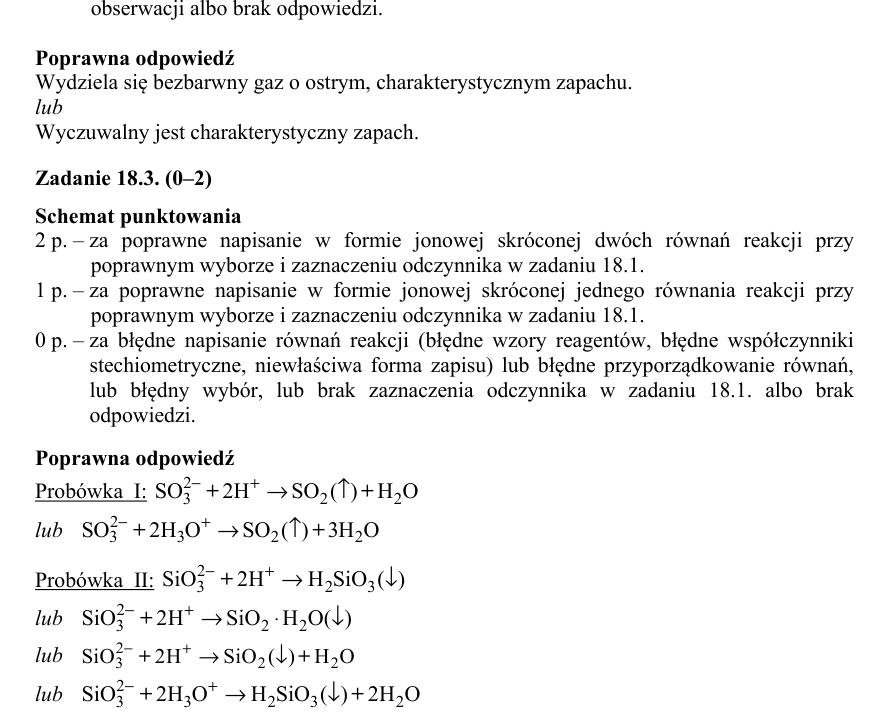 obserwacji albo brak odpowiedzi.
Poprawna odpowiedź
Wydziela się bezbarwny gaz o ostrym, charakterystycznym zapachu.
lub
Wyczuwalny jest charakterystyczny zapach.
Zadanie 18.3. (0–2)
Schemat punktowania
2 p. – za poprawne napisanie w formie jonowej skróconej dwóch równań reakcji przy
poprawnym wyborze i zaznaczeniu odczynnika w zadaniu 18.1.
1 p. – za poprawne napisanie w formie jonowej skróconej jednego równania reakcji przy
poprawnym wyborze i zaznaczeniu odczynnika w zadaniu 18.1.
0 p. – za błędne napisanie równań reakcji (błędne wzory reagentów, błędne współczynniki
stechiometryczne, niewłaściwa forma zapisu) lub błędne przyporządkowanie równań,
lub błędny wybór, lub brak zaznaczenia odczynnika w zadaniu 18.1. albo brak
odpowiedzi.
Poprawna odpowiedź
Probówka I: SO₃²⁻ + 2H⁺ → SO₂(↑) + H₂O
lub SO₃²⁻ + 2H₃O⁺ → SO₂(↑) + 3H₂O
Probówka II: SiO₃²⁻ + 2H⁺ → H₂SiO₃(↓)
lub SiO₃²⁻ + 2H⁺ → SiO₂ · H₂O(↓)
lub SiO₃²⁻ + 2H⁺ → SiO₂(↓) + H₂O
lub SiO₃²⁻ + 2H₃O⁺ → H₂SiO₃(↓) + 2H₂O